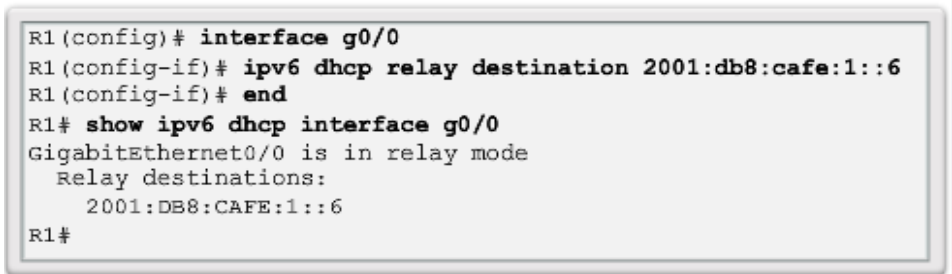 R1(config)# interface g0/0
R1(config-if)# ipv6 dhcp relay destination 2001:db8:cafe:1::6
R1(config-if)# end
R1# show ipv6 dhcp interface g0/0
GigabitEthernet0/0 is in relay mode
  Relay destinations:
    2001:DB8:CAFE:1::6
R1#